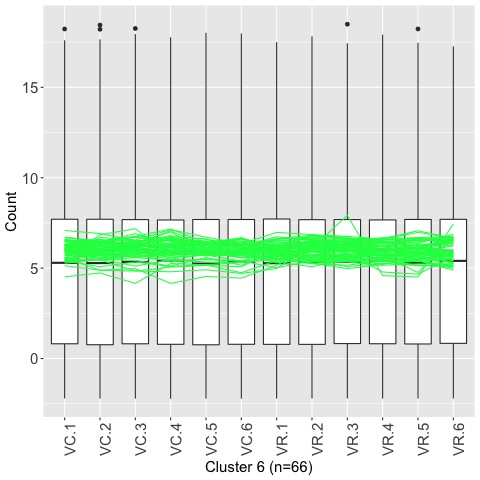 15
10
5
0
Count
VC.1
VC.2
VC.3
VC.4
VC.5
VC.6
VR.1
VR.2
VR.3
VR.4
VR.5
VR.6
Cluster 6 (n=66)